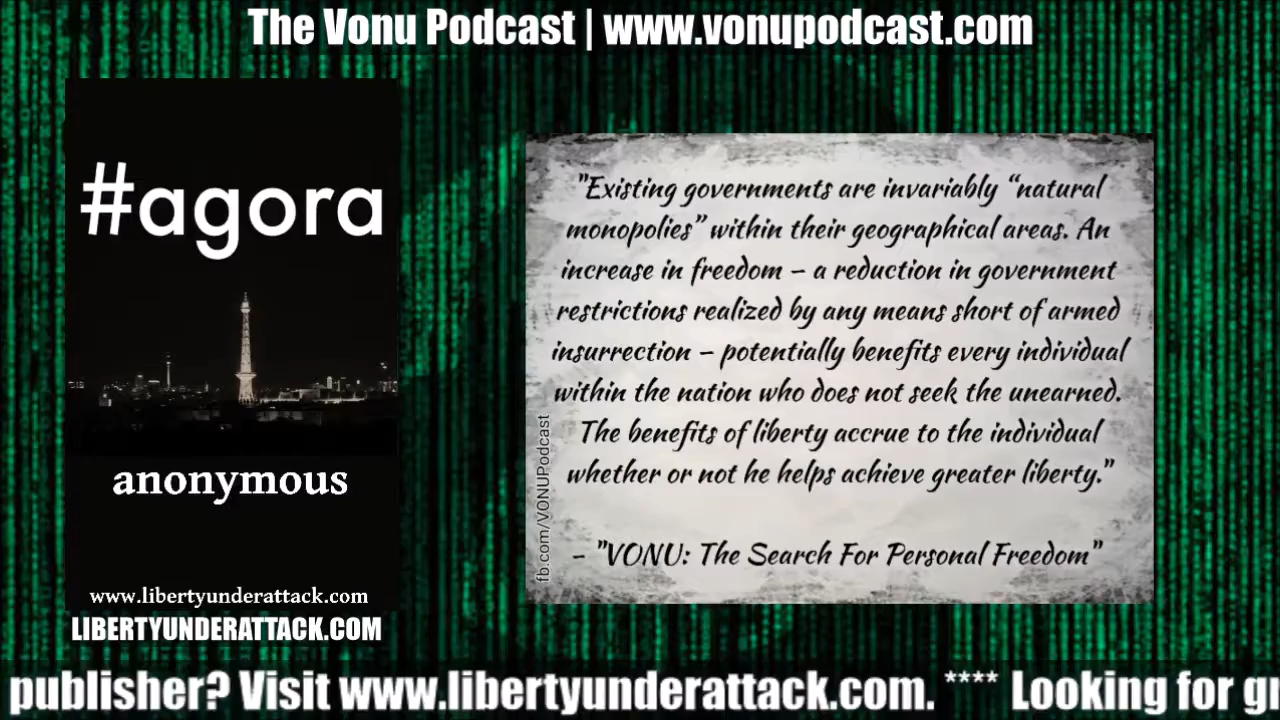 The Vonu Podcast | www.vonupodcast.com
#agora
anonymous
www.libertyunderattack.com
LIBERTYUNDERATTACK.COM
"Existing governments are invariably “natural
monopolies” within their geographical areas. An
increase in freedom – a reduction in government
restrictions realized by any means short of armed
insurrection – potentially benefits every individual
within the nation who does not seek the unearned.
The benefits of liberty accrue to the individual
whether or not he helps achieve greater liberty."
– "VONU: The Search For Personal Freedom"
fb.com/VONUPodcast
publisher? Visit www.libertyunderattack.com. **** Looking for